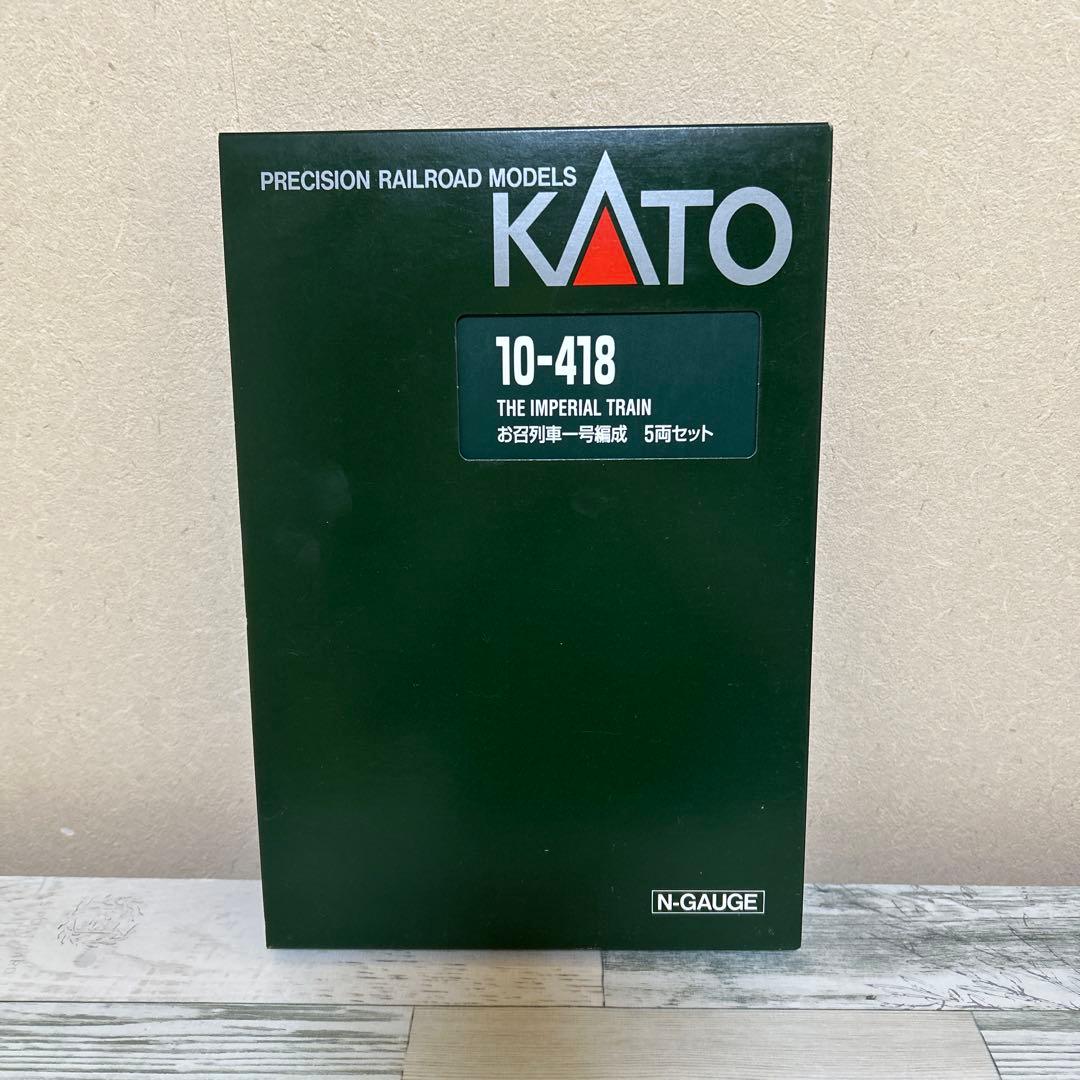 PRECISION RAILROAD MODELS
KATO
10-418
THE IMPERIAL TRAIN
お召列車一号編成 5両セット
N-GAUGE